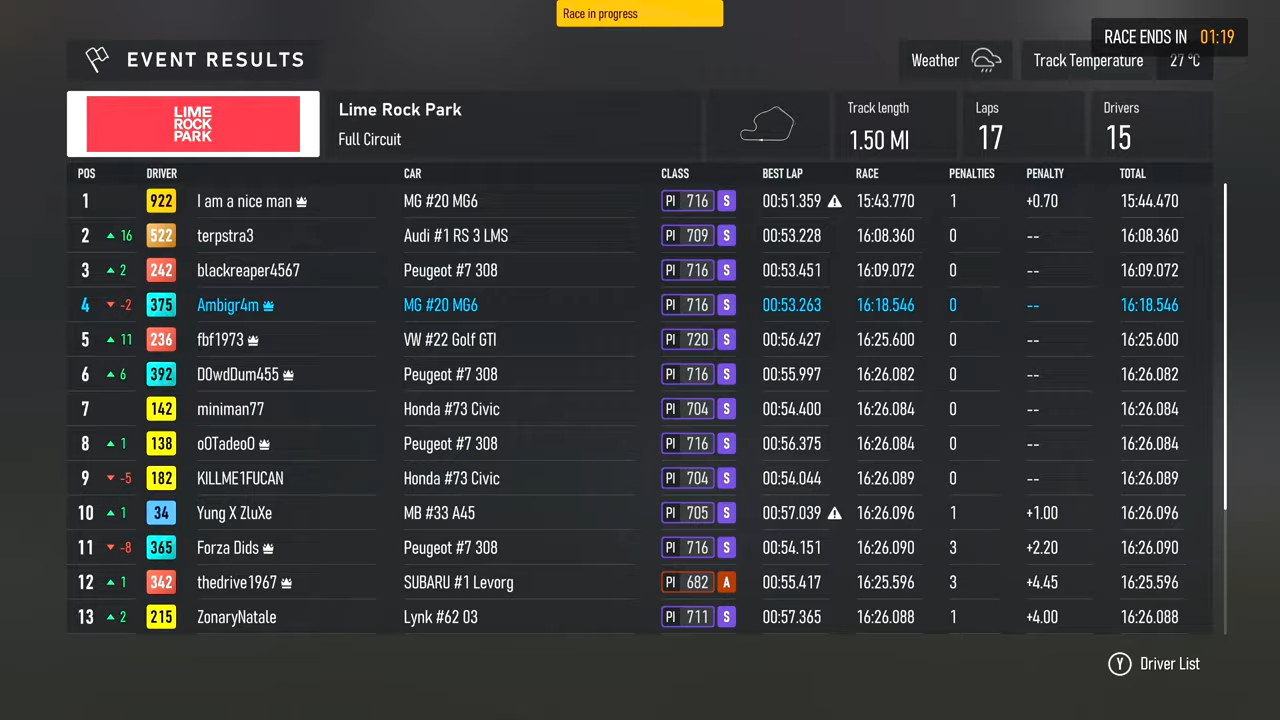 Race in progress
RACE ENDS IN 01:19
EVENT RESULTS
Weather Track Temperature 27 °C
LIME
ROCK
PARK
Lime Rock Park
Full Circuit
Track length
1.50 MI
Laps
17
Drivers
15
POS DRIVER CAR CLASS BEST LAP RACE PENALTIES PENALTY TOTAL
1 922 I am a nice man MG #20 MG6 PI 716 S 00:51.359 15:43.770 1 +0.70 15:44.470
2 16 522 terpstra3 Audi #1 RS 3 LMS PI 709 S 00:53.228 16:08.360 0 -- 16:08.360
3 2 242 blackreaper4567 Peugeot #7 308 PI 716 S 00:53.451 16:09.072 0 -- 16:09.072
4 -2 375 Ambigr4m MG #20 MG6 PI 716 S 00:53.263 16:18.546 0 -- 16:18.546
5 11 236 fbf1973 VW #22 Golf GTI PI 720 S 00:56.427 16:25.600 0 -- 16:25.600
6 6 392 D0wdDum455 Peugeot #7 308 PI 716 S 00:55.997 16:26.082 0 -- 16:26.082
7 142 miniman77 Honda #73 Civic PI 704 S 00:54.400 16:26.084 0 -- 16:26.084
8 1 138 oOTadeoO Peugeot #7 308 PI 716 S 00:56.375 16:26.084 0 -- 16:26.084
9 -5 182 KILLME1FUCAN Honda #73 Civic PI 704 S 00:54.044 16:26.089 0 -- 16:26.089
10 1 34 Yung X ZluXe MB #33 A45 PI 705 S 00:57.039 16:26.096 1 +1.00 16:26.096
11 -8 365 Forza Dids Peugeot #7 308 PI 716 S 00:54.151 16:26.090 3 +2.20 16:26.090
12 1 342 thedrive1967 SUBARU #1 Levorg PI 682 A 00:55.417 16:25.596 3 +4.45 16:25.596
13 2 215 ZonaryNatale Lynk #62 03 PI 711 S 00:57.365 16:26.088 1 +4.00 16:26.088
Y Driver List